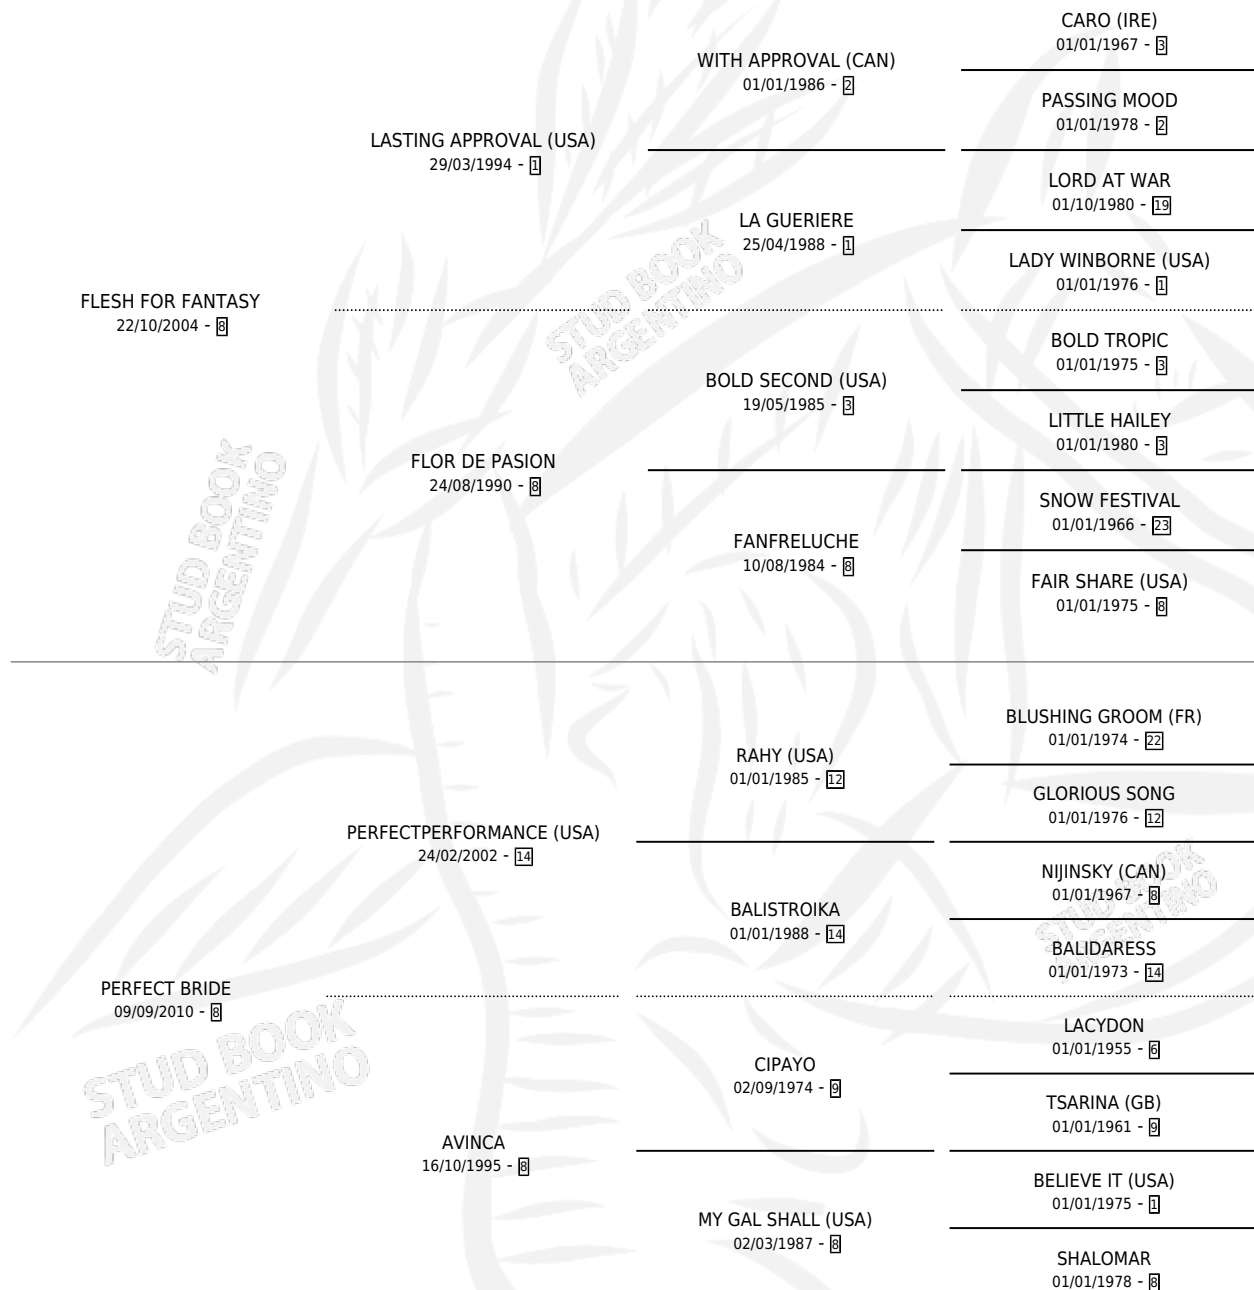 FLESH FOR FANTASY
22/10/2004 - 8
LASTING APPROVAL (USA)
29/03/1994 - 1
WITH APPROVAL (CAN)
01/01/1986 - 2
CARO (IRE)
01/01/1967 - 3
PASSING MOOD
01/01/1978 - 2
LA GUERIERE
25/04/1988 - 1
LORD AT WAR
01/10/1980 - 19
LADY WINBORNE (USA)
01/01/1976 - 1
FLOR DE PASION
24/08/1990 - 8
BOLD SECOND (USA)
19/05/1985 - 3
BOLD TROPIC
01/01/1975 - 3
LITTLE HAILEY
01/01/1980 - 3
FANFRELUCHE
10/08/1984 - 8
SNOW FESTIVAL
01/01/1966 - 23
FAIR SHARE (USA)
01/01/1975 - 8
PERFECT BRIDE
09/09/2010 - 8
PERFECTPERFORMANCE (USA)
24/02/2002 - 14
RAHY (USA)
01/01/1985 - 12
BLUSHING GROOM (FR)
01/01/1974 - 22
GLORIOUS SONG
01/01/1976 - 12
BALISTROIKA
01/01/1988 - 14
NIJINSKY (CAN)
01/01/1967 - 8
BALIDARESS
01/01/1973 - 14
AVINCA
16/10/1995 - 8
CIPAYO
02/09/1974 - 9
LACYDON
01/01/1955 - 6
TSARINA (GB)
01/01/1961 - 9
MY GAL SHALL (USA)
02/03/1987 - 8
BELIEVE IT (USA)
01/01/1975 - 1
SHALOMAR
01/01/1978 - 8
STUD BOOK
ARGENTINO
STUD BOOK
ARGENTINO
STUD BOOK
ARGENTINO
STUD BOOK
ARGENTINO